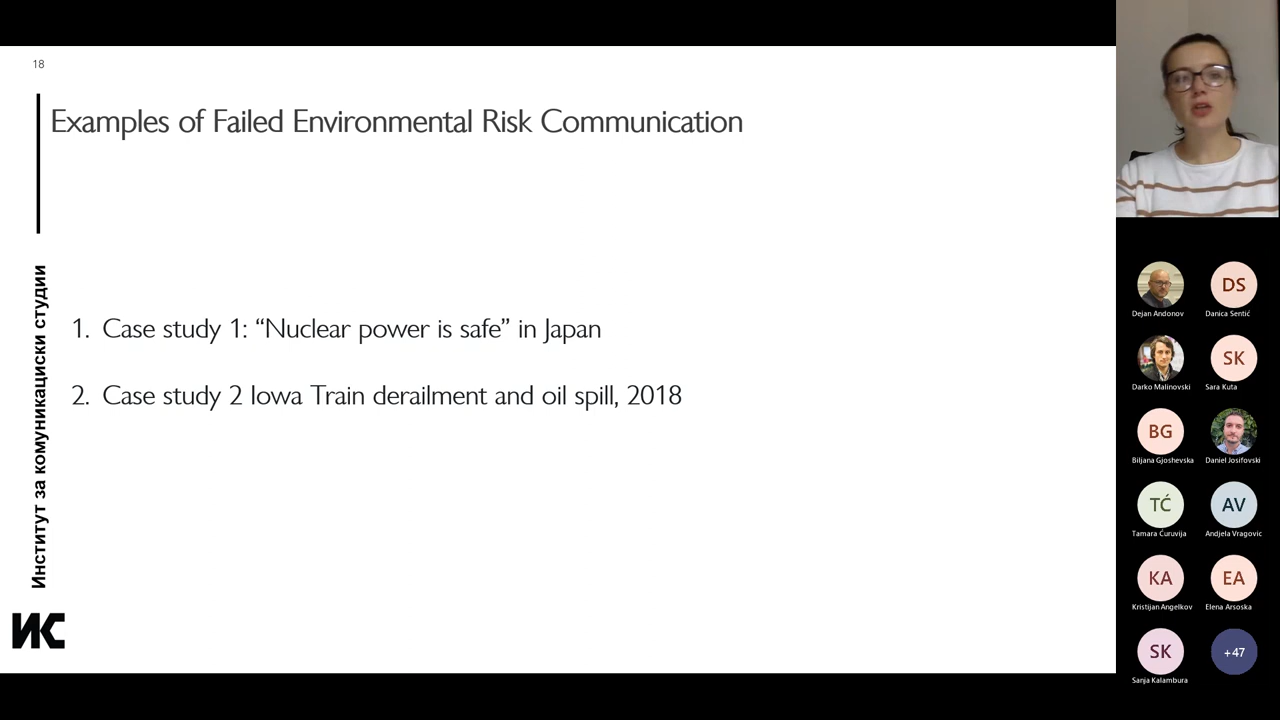 18
Examples of Failed Environmental Risk Communication
1. Case study 1: “Nuclear power is safe” in Japan
2. Case study 2 Iowa Train derailment and oil spill, 2018
Институт за комуникациски студии
ИС
Dejan Andonov
DS
Danica Sentić
Darko Malinovski
SK
Sara Kuta
BG
Biljana Gjoshevska
Daniel Josifovski
TĆ
Tamara Ćuruvija
AV
Andjela Vragovic
KA
Kristijan Angelkov
EA
Elena Arsoska
SK
Sanja Kalambura
+47